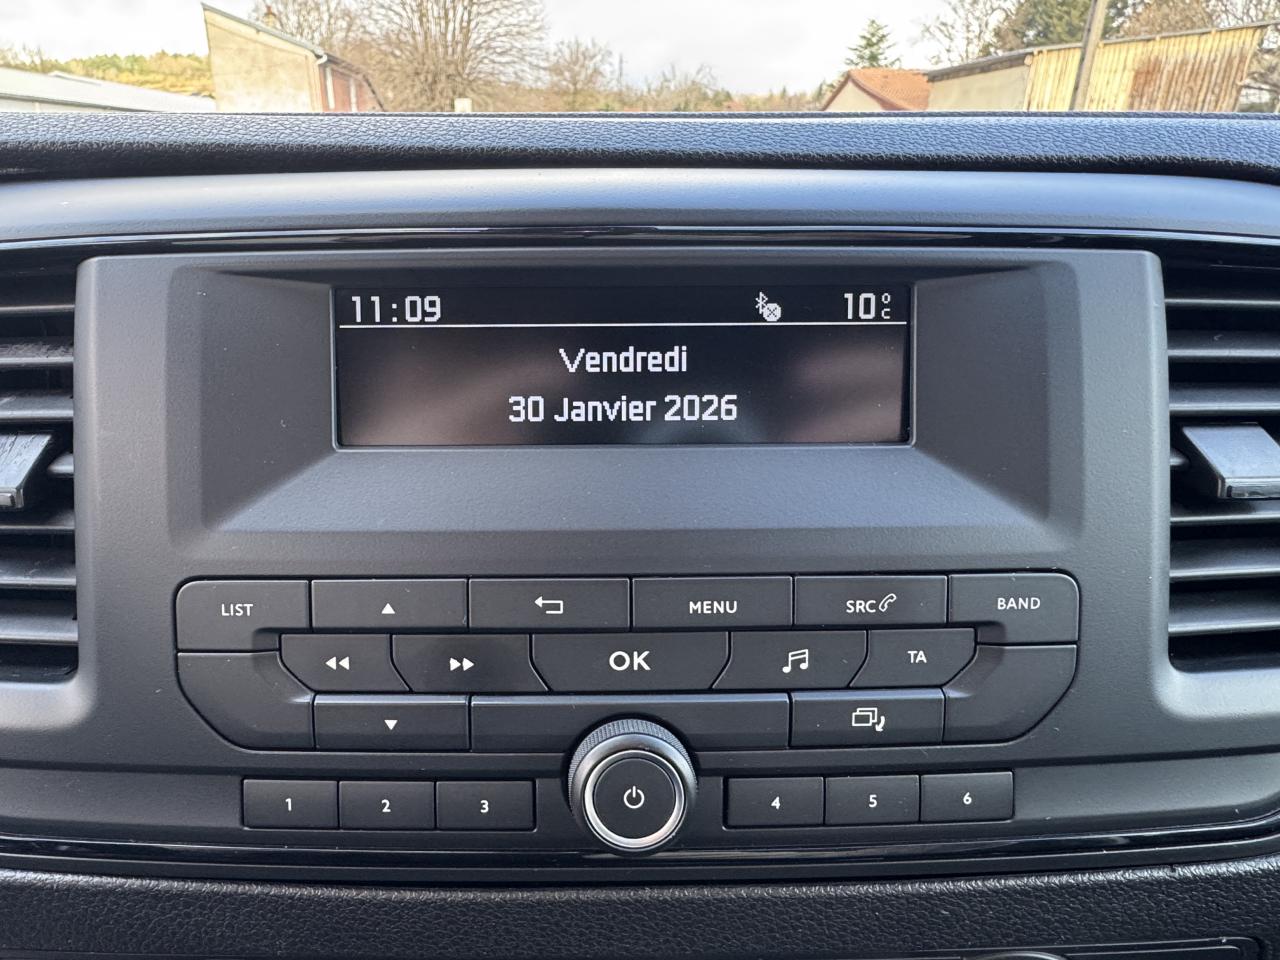 11:09 10°C
Vendredi
30 Janvier 2026
LIST MENU SRC BAND
OK TA
1 2 3 4 5 6